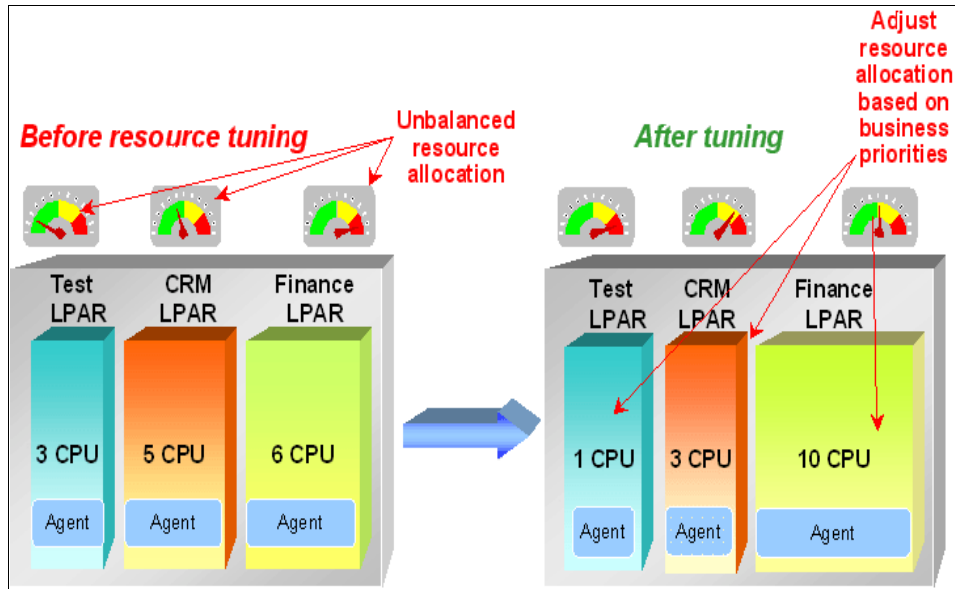 Adjust
resource
allocation
based on
business
priorities
Before resource tuning
Unbalanced
resource
allocation
After tuning
Test
LPAR
CRM
LPAR
Finance
LPAR
3 CPU
5 CPU
6 CPU
Agent
Agent
Agent
Test
LPAR
CRM
LPAR
Finance
LPAR
1 CPU
3 CPU
10 CPU
Agent
Agent
Agent